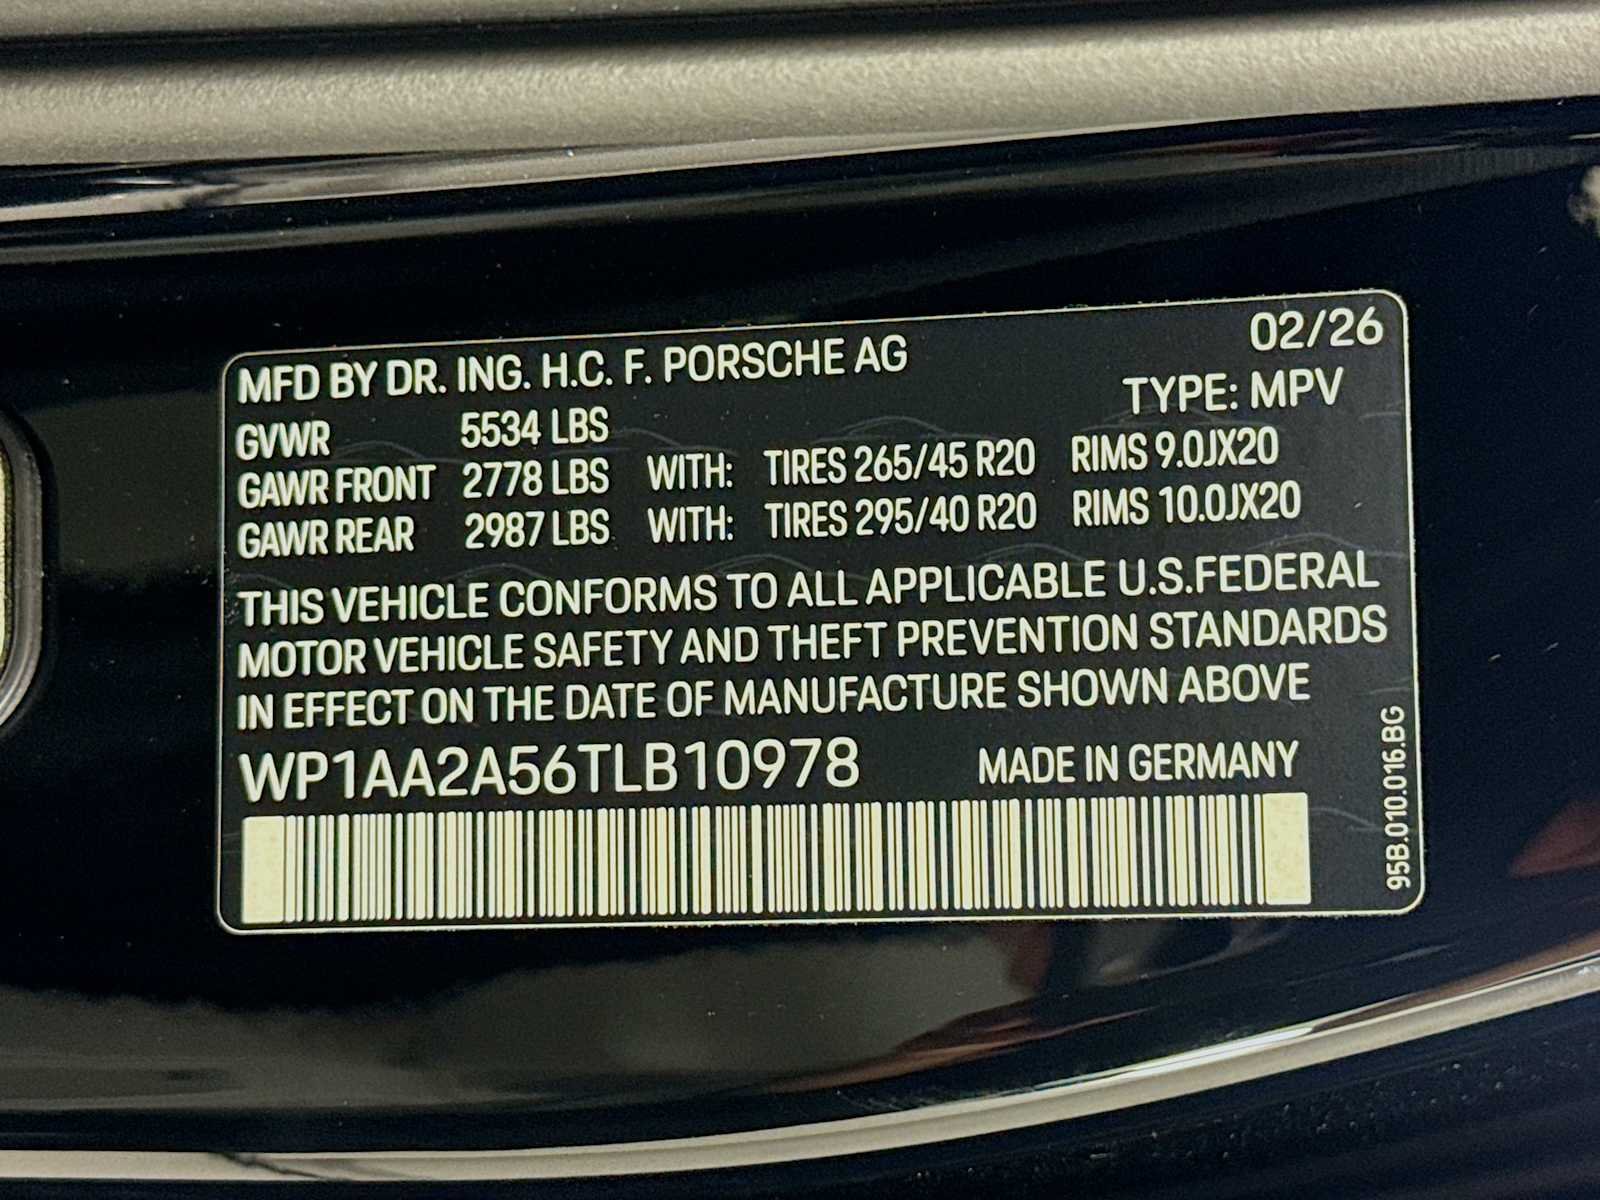 MFD BY DR. ING. H.C. F. PORSCHE AG 02/26
TYPE: MPV
GVWR 5534 LBS
GAWR FRONT 2778 LBS WITH: TIRES 265/45 R20 RIMS 9.0JX20
GAWR REAR 2987 LBS WITH: TIRES 295/40 R20 RIMS 10.0JX20
THIS VEHICLE CONFORMS TO ALL APPLICABLE U.S.FEDERAL
MOTOR VEHICLE SAFETY AND THEFT PREVENTION STANDARDS
IN EFFECT ON THE DATE OF MANUFACTURE SHOWN ABOVE
WP1AA2A56TLB10978 MADE IN GERMANY
95B.010.016.BG